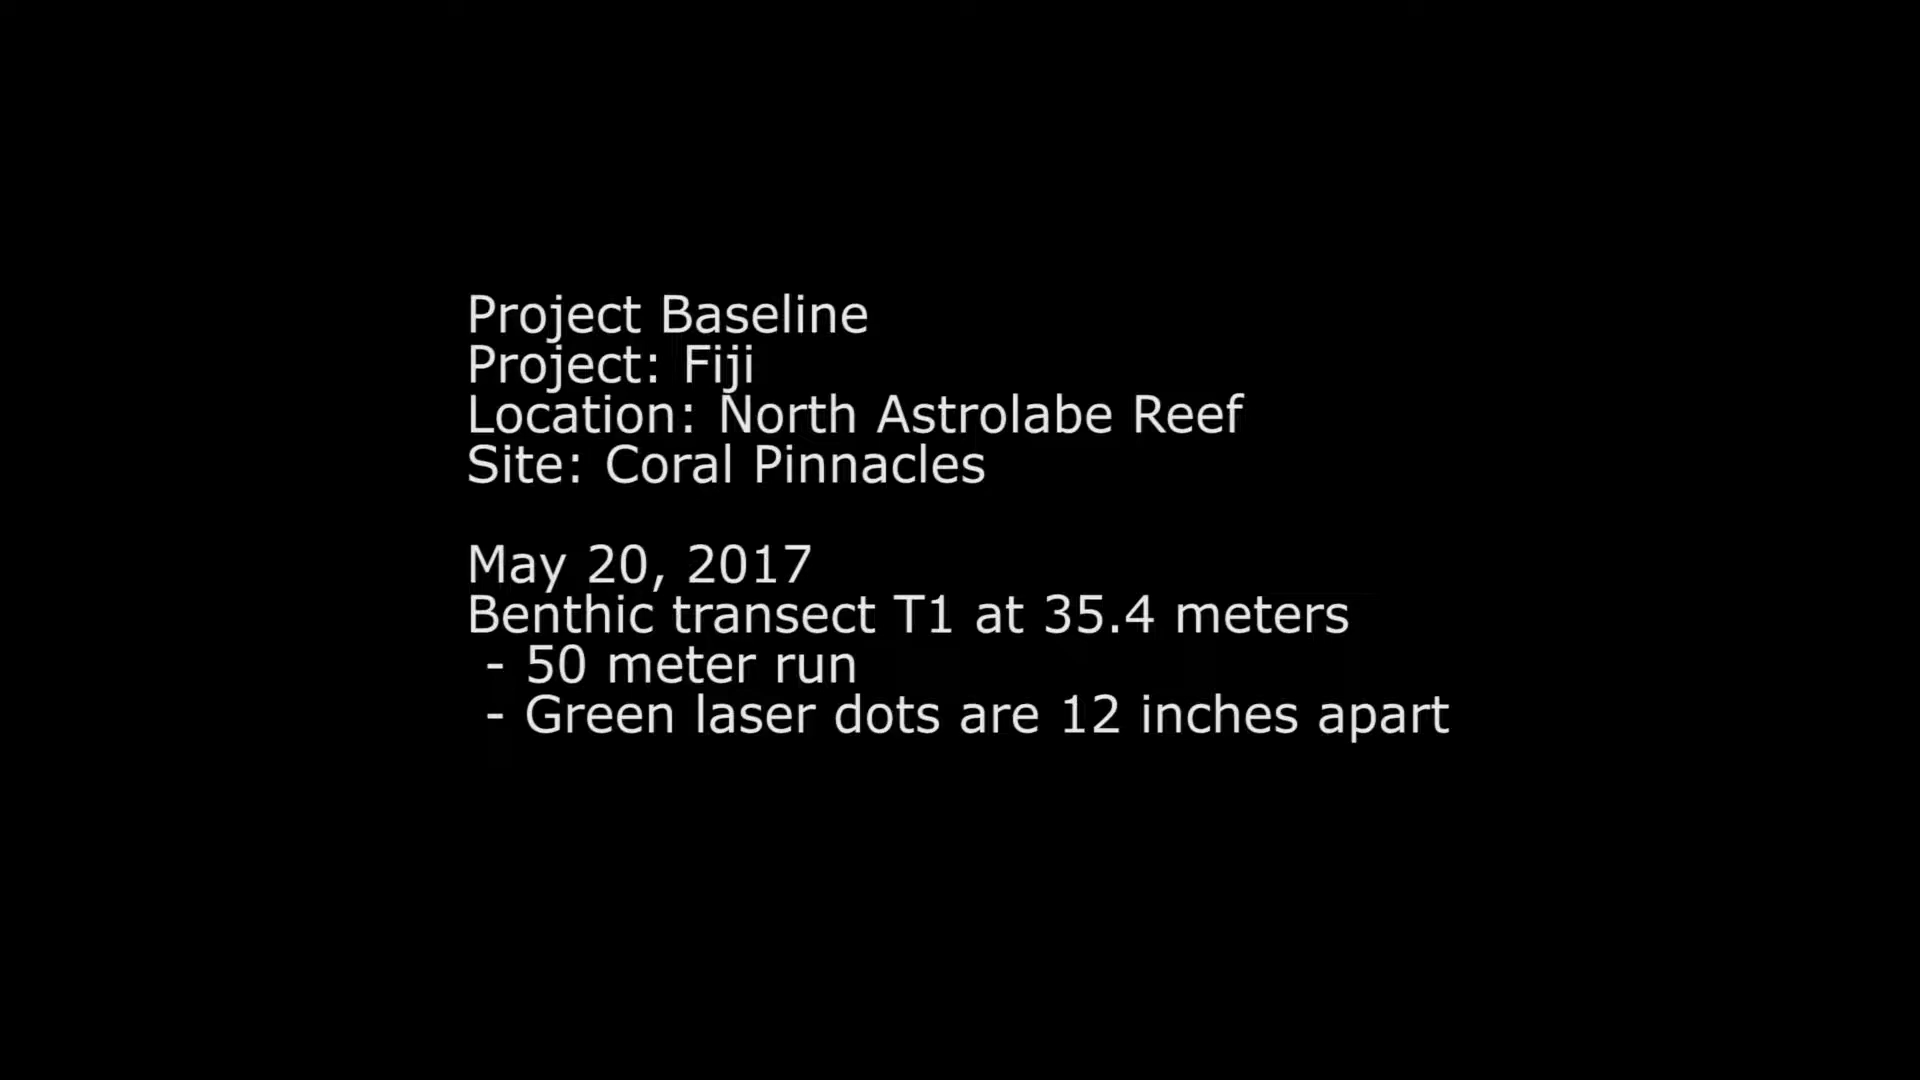 Project Baseline
Project: Fiji
Location: North Astrolabe Reef
Site: Coral Pinnacles
May 20, 2017
Benthic transect T1 at 35.4 meters
- 50 meter run
- Green laser dots are 12 inches apart